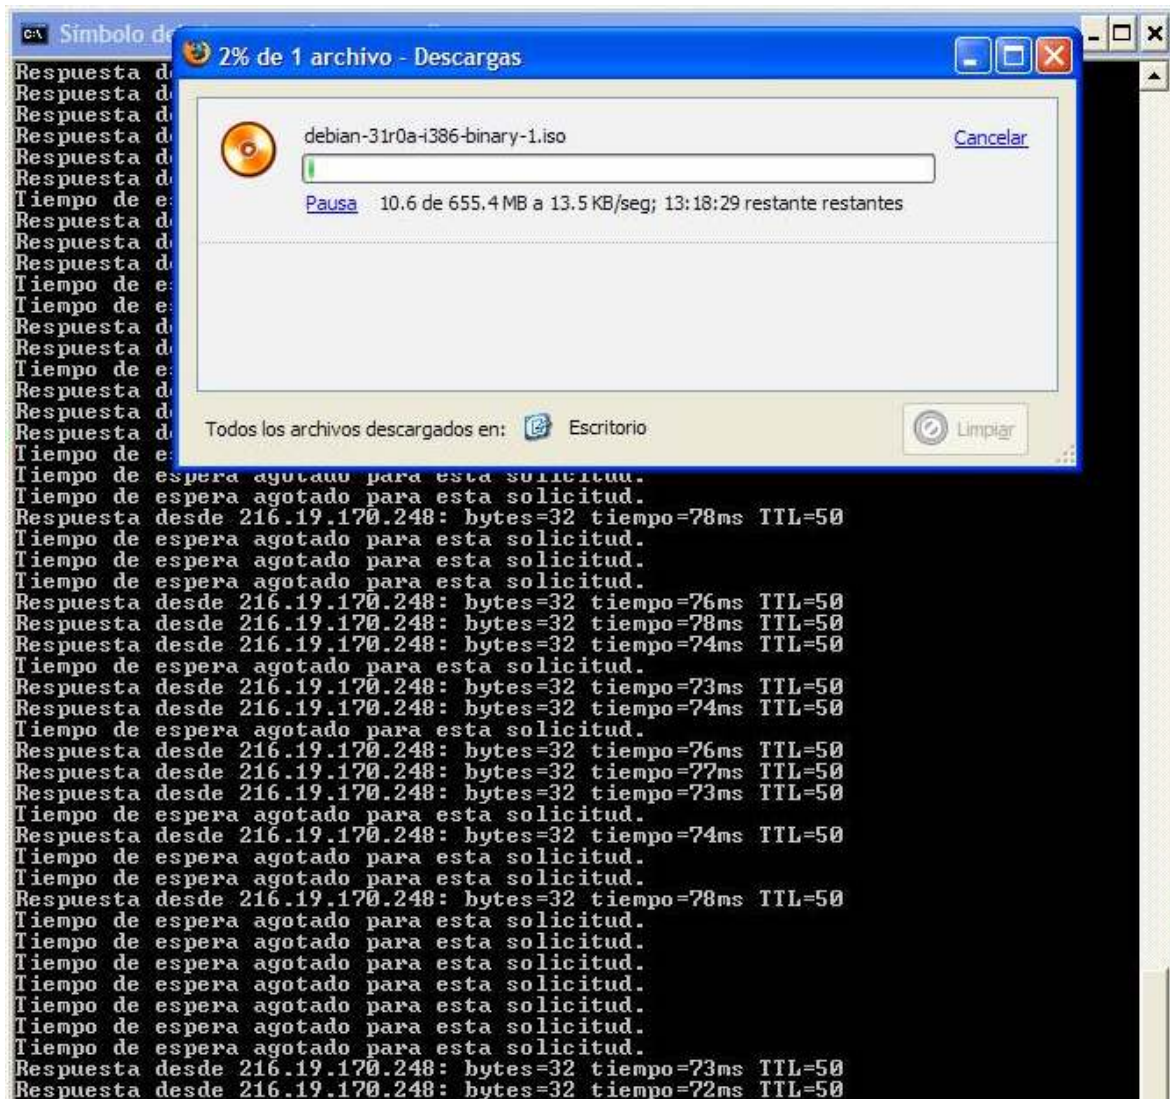 Símbolo de
2% de 1 archivo - Descargas
debian-31r0a-i386-binary-1.iso
Cancelar
Pausa 10.6 de 655.4 MB a 13.5 KB/seg; 13:18:29 restante restantes
Todos los archivos descargados en: Escritorio
Limpiar
Respuesta
Respuesta
Respuesta
Respuesta
Respuesta
Respuesta
Tiempo de
Respuesta
Respuesta
Respuesta
Tiempo de
Tiempo de
Respuesta
Respuesta
Tiempo de
Respuesta
Respuesta
Respuesta
Tiempo de
Tiempo de espera agotado para esta solicitud.
Tiempo de espera agotado para esta solicitud.
Respuesta desde 216.19.170.248: bytes=32 tiempo=78ms TTL=50
Tiempo de espera agotado para esta solicitud.
Tiempo de espera agotado para esta solicitud.
Tiempo de espera agotado para esta solicitud.
Respuesta desde 216.19.170.248: bytes=32 tiempo=76ms TTL=50
Respuesta desde 216.19.170.248: bytes=32 tiempo=78ms TTL=50
Respuesta desde 216.19.170.248: bytes=32 tiempo=74ms TTL=50
Tiempo de espera agotado para esta solicitud.
Respuesta desde 216.19.170.248: bytes=32 tiempo=73ms TTL=50
Respuesta desde 216.19.170.248: bytes=32 tiempo=74ms TTL=50
Tiempo de espera agotado para esta solicitud.
Respuesta desde 216.19.170.248: bytes=32 tiempo=76ms TTL=50
Respuesta desde 216.19.170.248: bytes=32 tiempo=77ms TTL=50
Respuesta desde 216.19.170.248: bytes=32 tiempo=73ms TTL=50
Tiempo de espera agotado para esta solicitud.
Respuesta desde 216.19.170.248: bytes=32 tiempo=74ms TTL=50
Tiempo de espera agotado para esta solicitud.
Tiempo de espera agotado para esta solicitud.
Respuesta desde 216.19.170.248: bytes=32 tiempo=78ms TTL=50
Tiempo de espera agotado para esta solicitud.
Tiempo de espera agotado para esta solicitud.
Tiempo de espera agotado para esta solicitud.
Tiempo de espera agotado para esta solicitud.
Tiempo de espera agotado para esta solicitud.
Tiempo de espera agotado para esta solicitud.
Tiempo de espera agotado para esta solicitud.
Respuesta desde 216.19.170.248: bytes=32 tiempo=73ms TTL=50
Respuesta desde 216.19.170.248: bytes=32 tiempo=72ms TTL=50